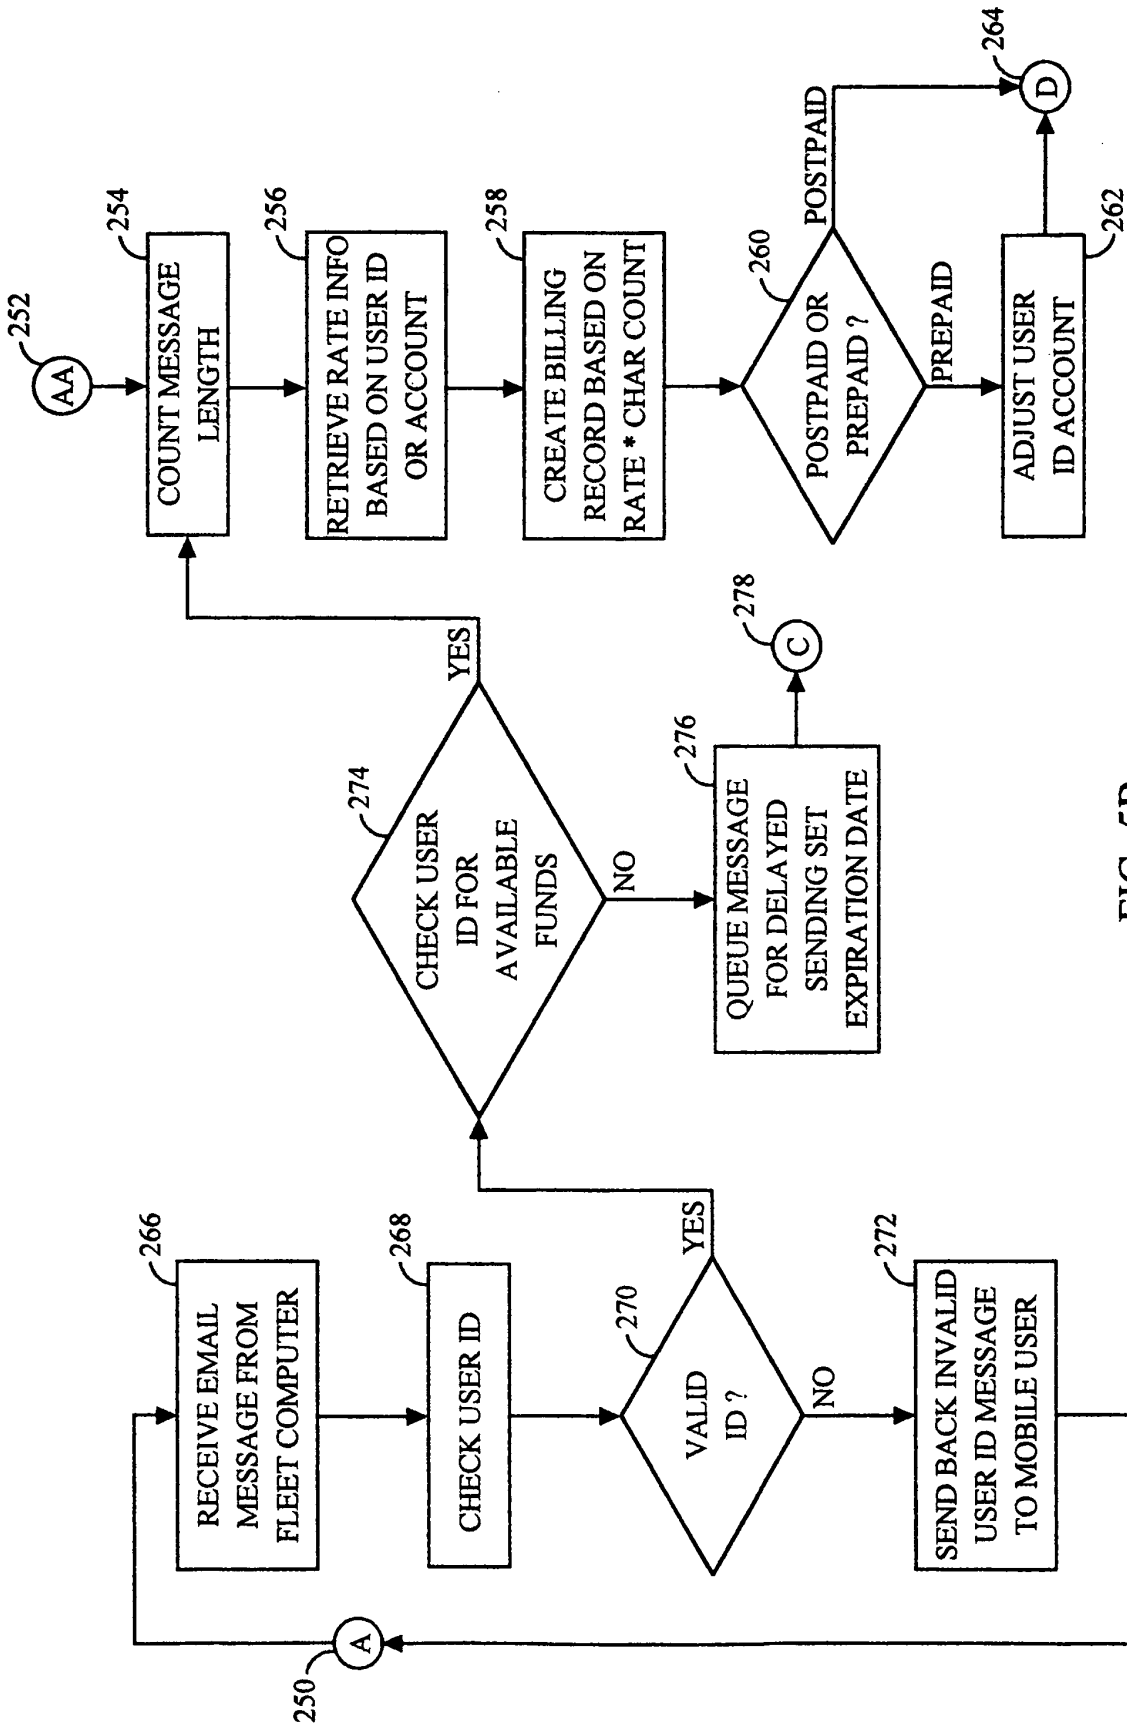 250
A
266
RECEIVE EMAIL
MESSAGE FROM
FLEET COMPUTER
268
CHECK USER ID
270
VALID
ID ?
YES
NO
272
SEND BACK INVALID
USER ID MESSAGE
TO MOBILE USER
274
CHECK USER
ID FOR
AVAILABLE
FUNDS
YES
NO
276
QUEUE MESSAGE
FOR DELAYED
SENDING SET
EXPIRATION DATE
278
C
252
AA
254
COUNT MESSAGE
LENGTH
256
RETRIEVE RATE INFO
BASED ON USER ID
OR ACCOUNT
258
CREATE BILLING
RECORD BASED ON
RATE * CHAR COUNT
260
POSTPAID OR
PREPAID ?
POSTPAID
PREPAID
262
ADJUST USER
ID ACCOUNT
264
D
FIG.